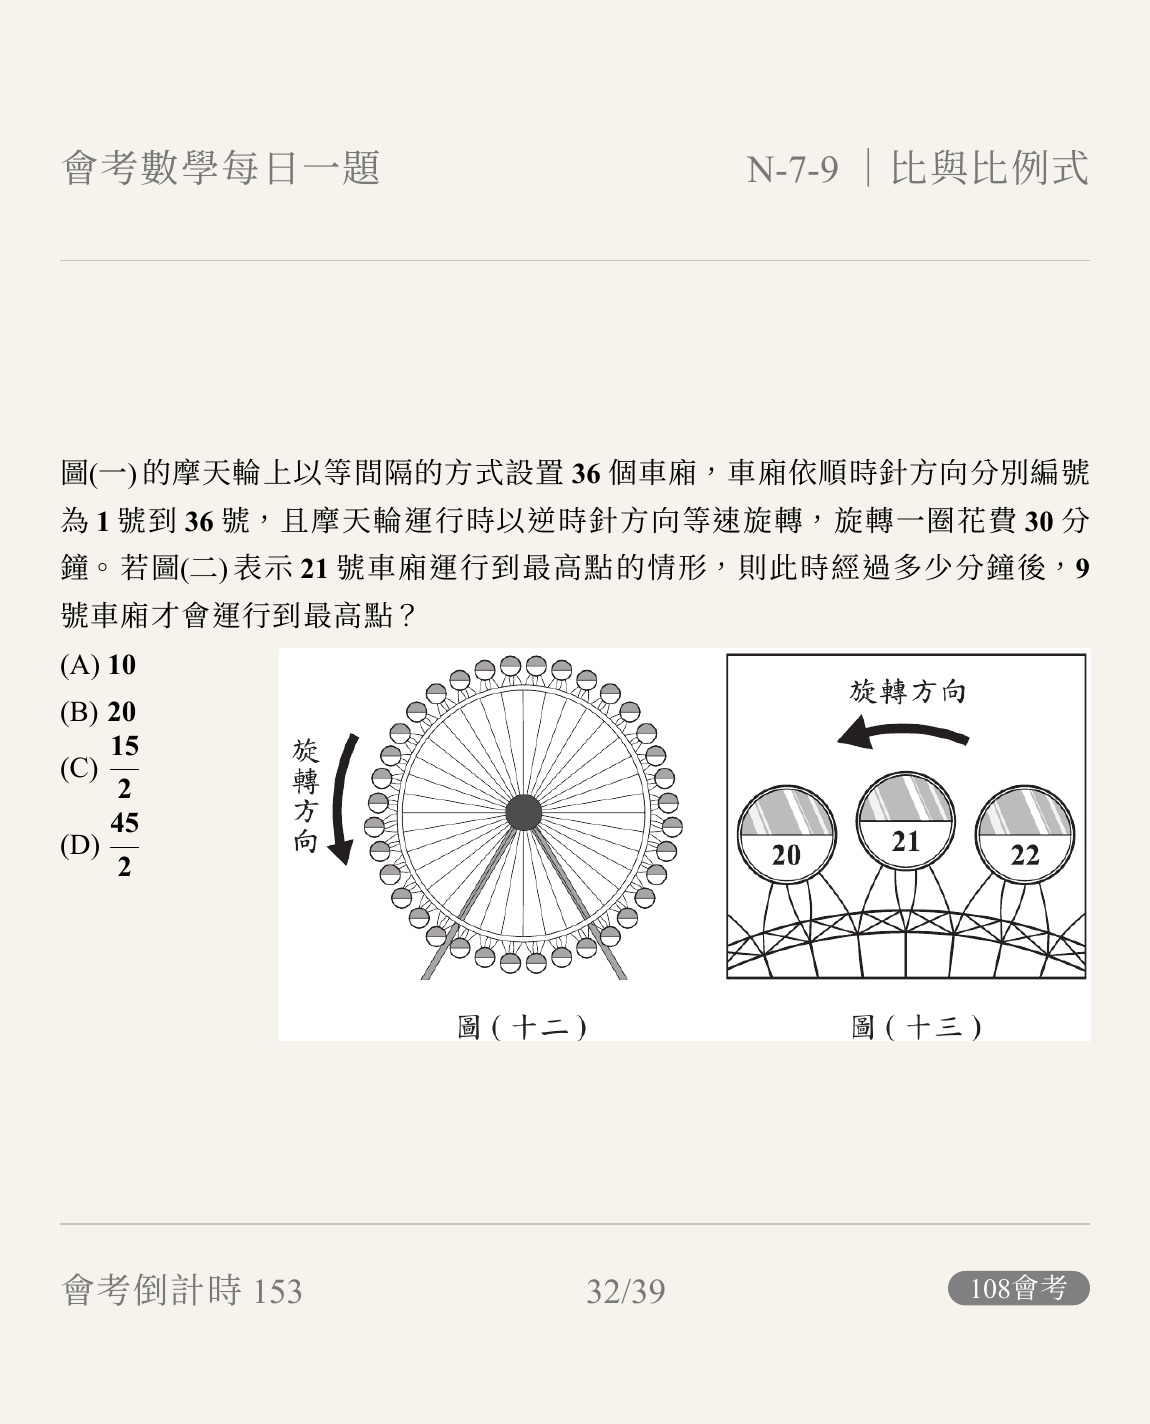 會考數學每日一題
N-7-9 | 比與比例式
圖(一)的摩天輪上以等間隔的方式設置 36 個車廂，車廂依順時針方向分別編號
為 1 號到 36 號，且摩天輪運行時以逆時針方向等速旋轉，旋轉一圈花費 30 分
鐘。若圖(二)表示 21 號車廂運行到最高點的情形，則此時經過多少分鐘後，9
號車廂才會運行到最高點？
(A) 10
(B) 20
(C) 15/2
(D) 45/2
旋轉方向
旋轉方向
20
21
22
圖(十二)
圖(十三)
會考倒計時 153
32/39
108會考